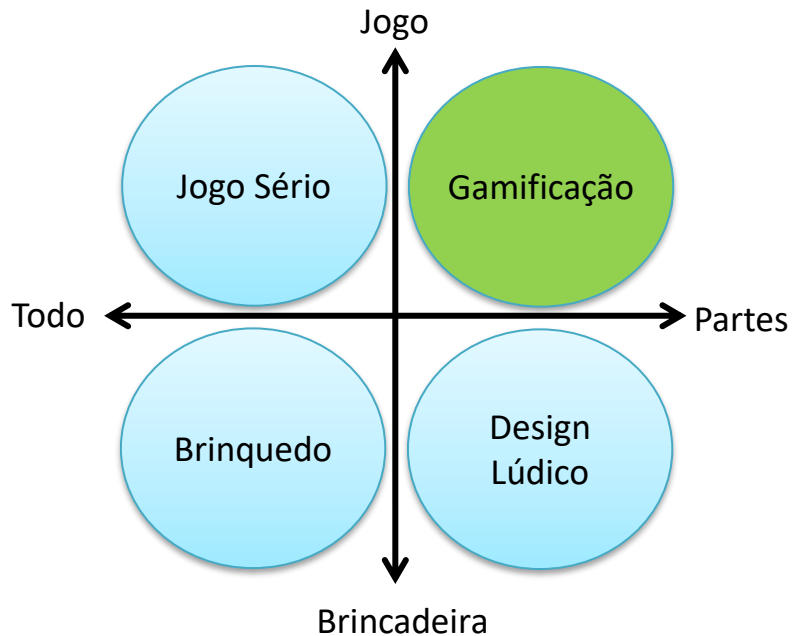 Jogo
Jogo Sério
Gamificação
Todo
Partes
Brinquedo
Design
Lúdico
Brincadeira